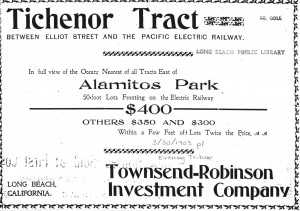 Tichenor Tract
BETWEEN ELLIOT STREET AND THE PACIFIC ELECTRIC RAILWAY.
LONG BEACH PUBLIC LIBRARY
In full view of the Ocean; Nearest of all Tracts East of
Alamitos Park
50-foot Lots Fronting on the Electric Railway
$400
OTHERS $350 AND $300
Within a Few Feet of Lots Twice the Price
Evening Tribune
Townsend-Robinson
Investment Company
LONG BEACH,
CALIFORNIA.